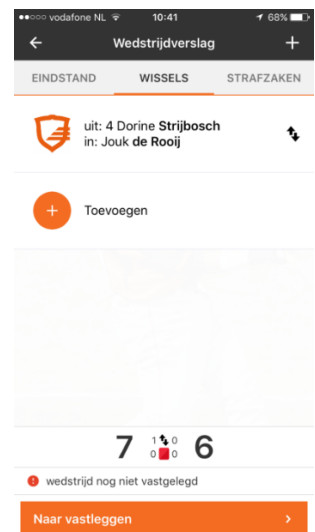 vodafone NL 10:41 68%
Wedstrijdverslag +
EINDSTAND WISSELS STRAFZAKEN
uit: 4 Dorine Strijbosch
in: Jouk de Rooij
+ Toevoegen
7 1 0 6
0 0
! wedstrijd nog niet vastgelegd
Naar vastleggen >